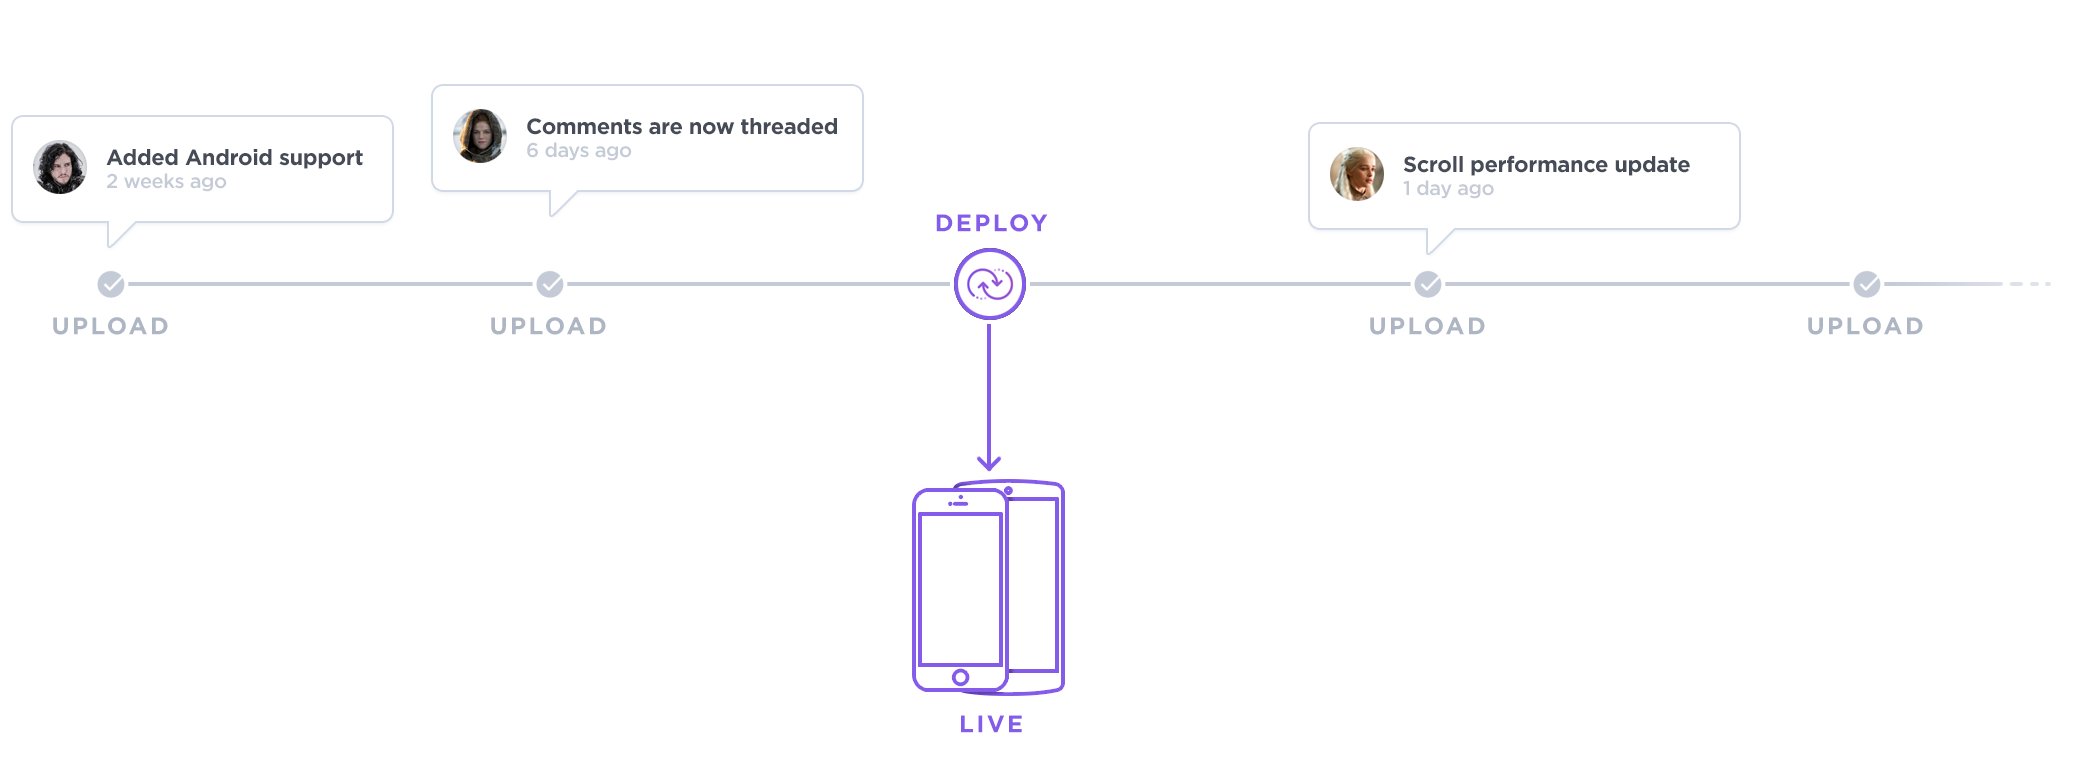 Added Android support
2 weeks ago
Comments are now threaded
6 days ago
DEPLOY
Scroll performance update
1 day ago
UPLOAD
UPLOAD
UPLOAD
UPLOAD
LIVE